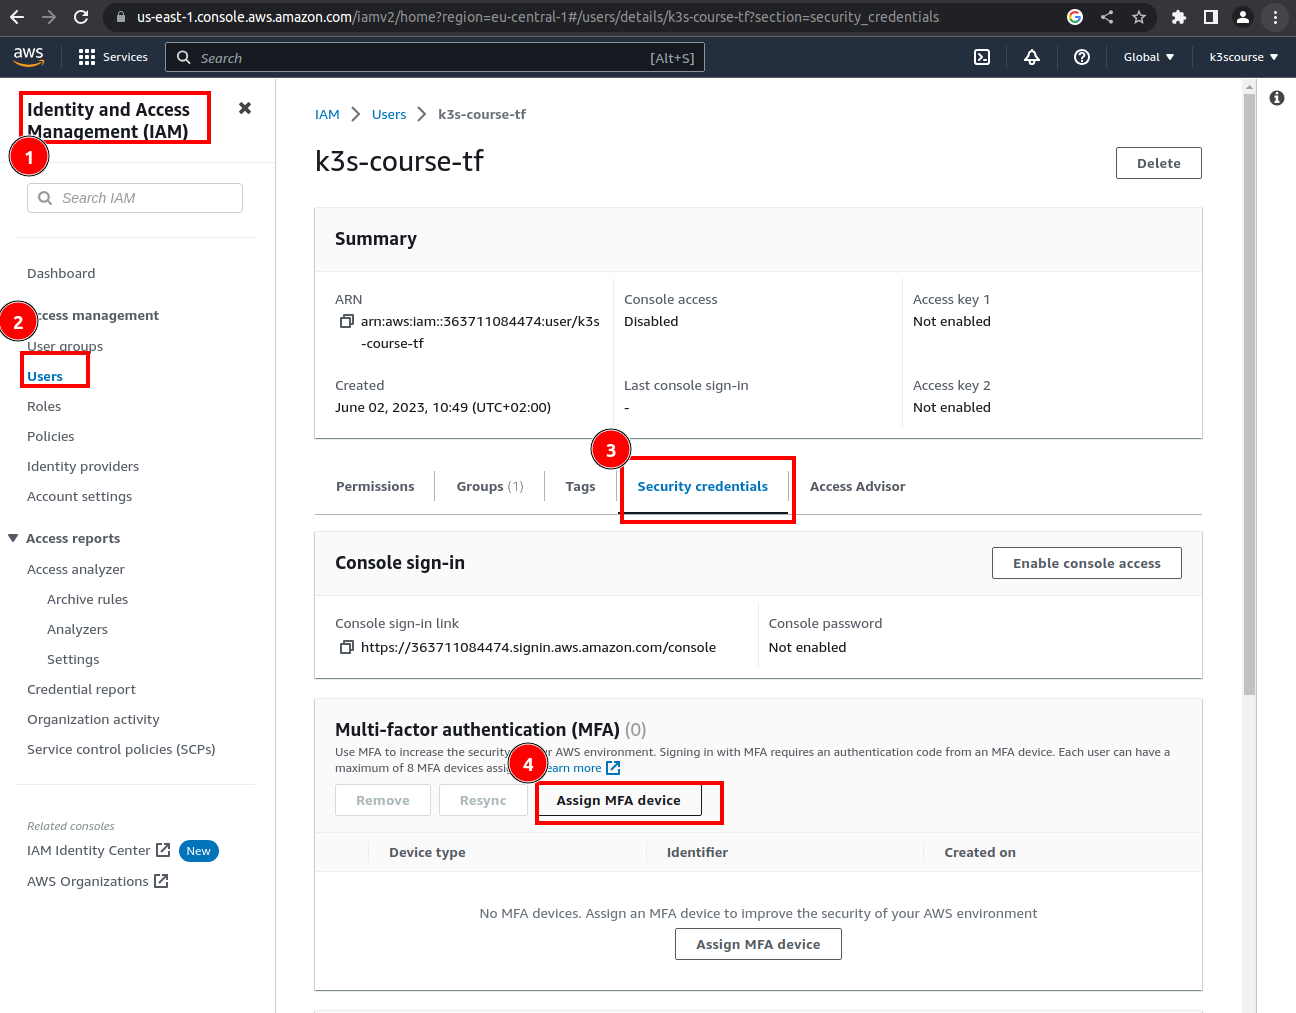 us-east-1.console.aws.amazon.com/iamv2/home?region=eu-central-1#/users/details/k3s-course-tf?section=security_credentials
aws
Services
Search
[Alt+S]
Global
k3scourse
Identity and Access
Management (IAM)
1
Search IAM
Dashboard
2
Access management
User groups
Users
Roles
Policies
Identity providers
Account settings
Access reports
Access analyzer
Archive rules
Analyzers
Settings
Credential report
Organization activity
Service control policies (SCPs)
Related consoles
IAM Identity Center
New
AWS Organizations
IAM
Users
k3s-course-tf
k3s-course-tf
Delete
Summary
ARN
arn:aws:iam::363711084474:user/k3s
-course-tf
Console access
Disabled
Access key 1
Not enabled
Created
June 02, 2023, 10:49 (UTC+02:00)
Last console sign-in
-
Access key 2
Not enabled
3
Permissions
Groups (1)
Tags
Security credentials
Access Advisor
Console sign-in
Enable console access
Console sign-in link
https://363711084474.signin.aws.amazon.com/console
Console password
Not enabled
Multi-factor authentication (MFA) (0)
Use MFA to increase the security AWS environment. Signing in with MFA requires an authentication code from an MFA device. Each user can have a
maximum of 8 MFA devices Learn more
4
Remove
Resync
Assign MFA device
Device type
Identifier
Created on
No MFA devices. Assign an MFA device to improve the security of your AWS environment
Assign MFA device